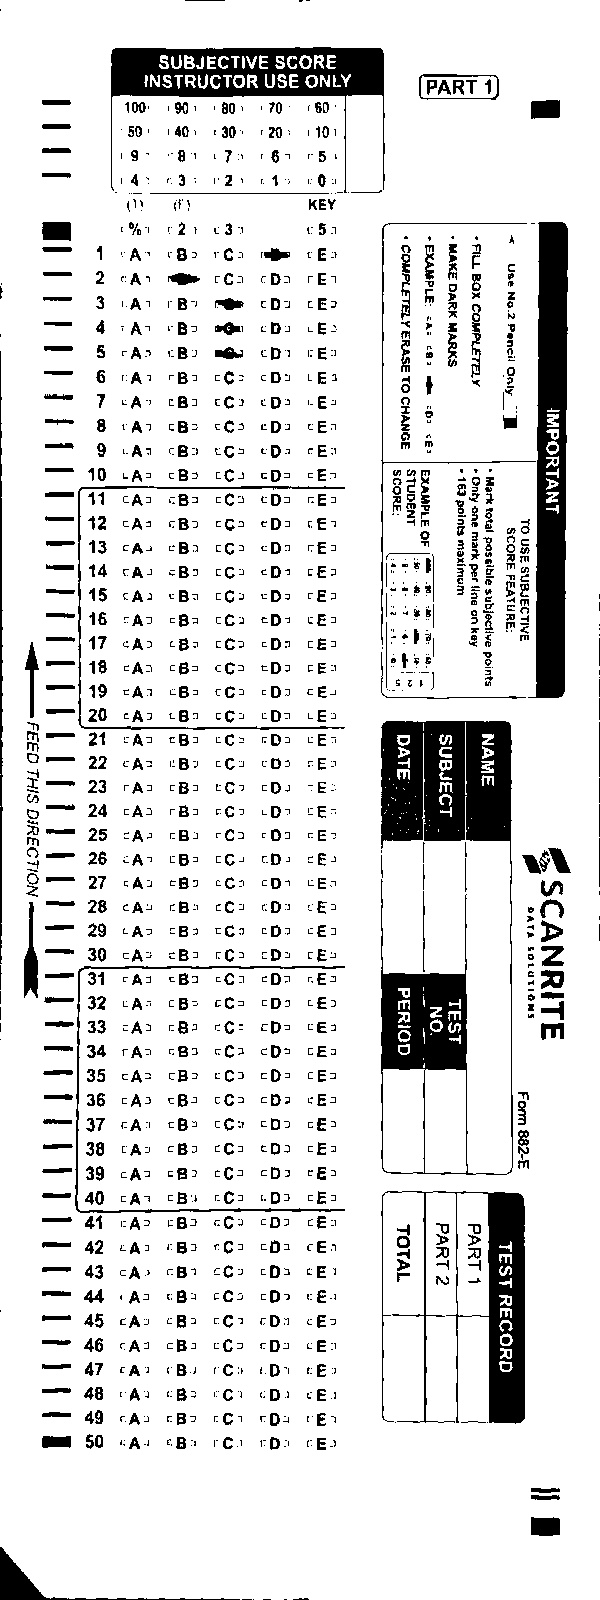 SUBJECTIVE SCORE
INSTRUCTOR USE ONLY
100 90 80 70 60
50 40 30 20 10
9 8 7 6 5
4 3 2 1 0
(T) (F) KEY
% 2 3 5
1 A B C E
2 A C D E
3 A B D E
4 A B C D E
5 A B C D E
6 A B C D E
7 A B C D E
8 A B C D E
9 A B C D E
10 A B C D E
11 A B C D E
12 A B C D E
13 A B C D E
14 A B C D E
15 A B C D E
16 A B C D E
17 A B C D E
18 A B C D E
19 A B C D E
20 A B C D E
21 A B C D E
22 A B C D E
23 A B C D E
24 A B C D E
25 A B C D E
26 A B C D E
27 A B C D E
28 A B C D E
29 A B C D E
30 A B C D E
31 A B C D E
32 A B C D E
33 A B C D E
34 A B C D E
35 A B C D E
36 A B C D E
37 A B C D E
38 A B C D E
39 A B C D E
40 A B C D E
41 A B C D E
42 A B C D E
43 A B C D E
44 A B C D E
45 A B C D E
46 A B C D E
47 A B C D E
48 A B C D E
49 A B C D E
50 A B C D E
FEED THIS DIRECTION
PART 1
IMPORTANT
Use No. 2 Pencil Only
• FILL BOX COMPLETELY
• MAKE DARK MARKS
• EXAMPLE: A B D E
• COMPLETELY ERASE TO CHANGE
TO USE SUBJECTIVE
SCORE FEATURE:
• Mark total possible subjective points
• Only one mark per line on key
• 163 points maximum
EXAMPLE OF
STUDENT
SCORE:
NAME
SUBJECT
DATE
TEST
NO.
PERIOD
SCANRITE
DATA SOLUTIONS
Form 882-E
TEST RECORD
PART 1
PART 2
TOTAL